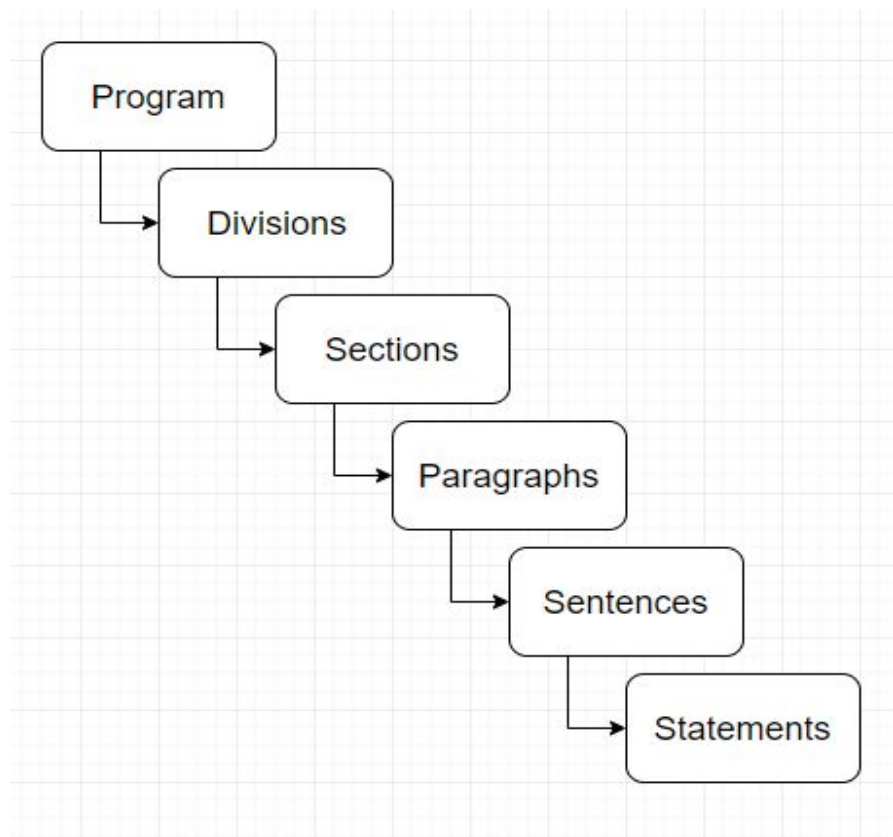 Program
Divisions
Sections
Paragraphs
Sentences
Statements